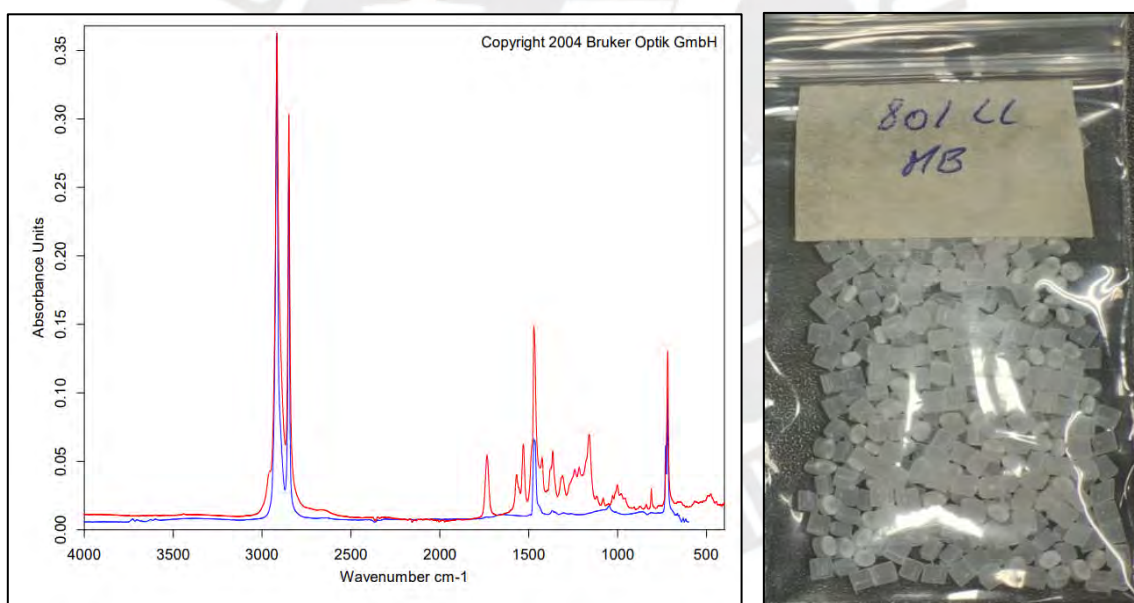 Copyright 2004 Bruker Optik GmbH
Absorbance Units
0.35
0.30
0.25
0.20
0.15
0.10
0.05
0.00
4000 3500 3000 2500 2000 1500 1000 500
Wavenumber cm-1
801 LL
MB